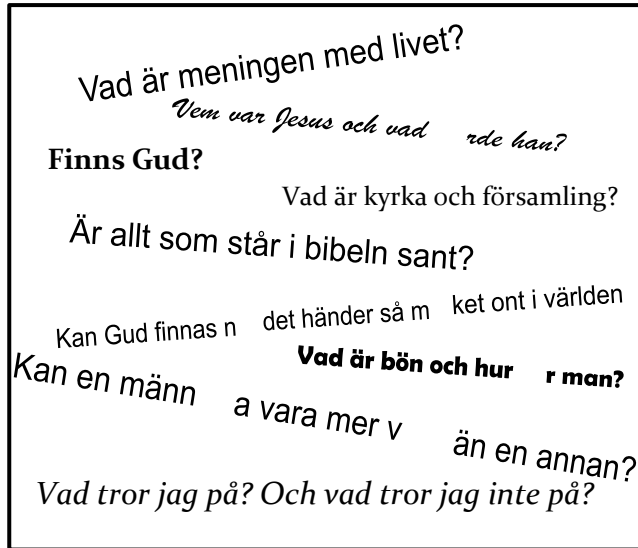 Vad är meningen med livet?
Vem var Jesus och vad rde han?
Finns Gud?
Vad är kyrka och församling?
Är allt som står i bibeln sant?
Kan Gud finnas n det händer så m ket ont i världen
Vad är bön och hur r man?
Kan en männ a vara mer v än en annan?
Vad tror jag på? Och vad tror jag inte på?